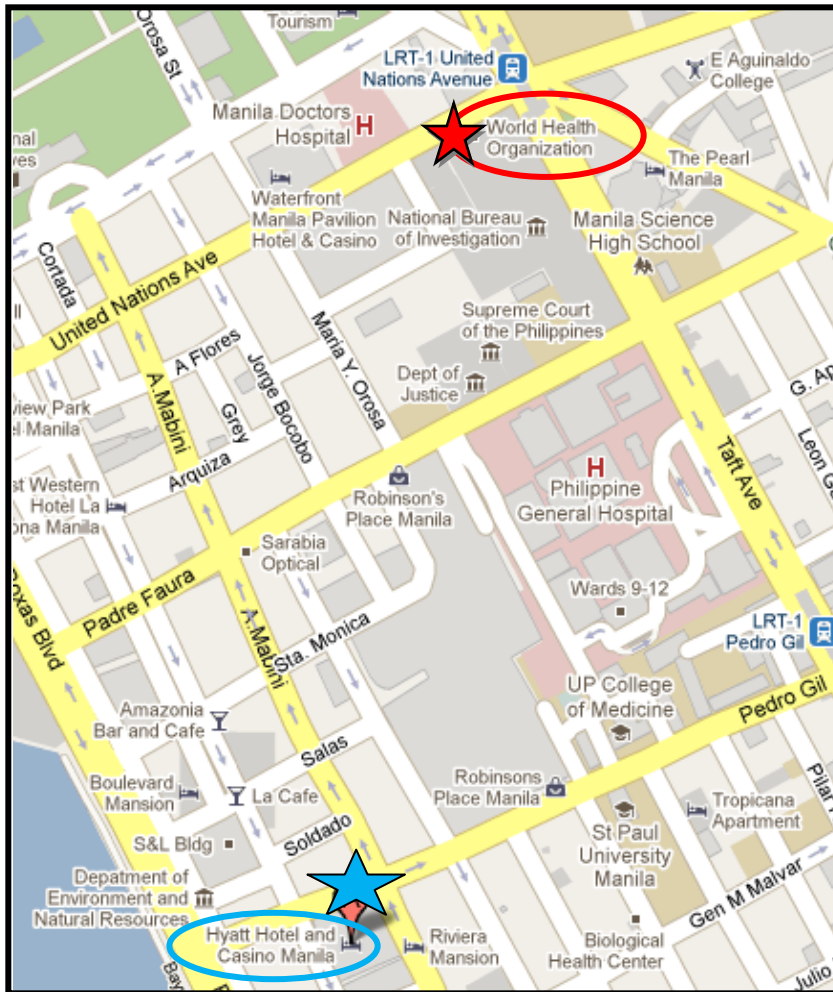 Tourism
Orosa St
LRT-1 United
Nations Avenue
E Aguinaldo
College
Manila Doctors
Hospital
H
World Health
Organization
The Pearl
Manila
Waterfront
Manila Pavilion
Hotel & Casino
National Bureau
of Investigation
Manila Science
High School
Cortada
United Nations Ave
Supreme Court
of the Philippines
Maria Y. Orosa
A Flores
Jorge Bocobo
Grey
A.Mabini
Dept of
Justice
view Park
Manila
Arquiza
Robinson's
Place Manila
H
Philippine
General Hospital
Taft Ave
Hotel La
Manila
Sarabia
Optical
Padre Faura
Wards 9-12
LRT-1
Pedro Gil
A.Mabini
Sta. Monica
UP College
of Medicine
Pedro Gil
Amazonia
Bar and Cafe
Salas
Robinsons
Place Manila
Boulevard
Mansion
La Cafe
Tropicana
Apartment
S&L Bldg
Soldado
St Paul
University
Manila
Gen M Malvar
Depatment of
Environment and
Natural Resources
Hyatt Hotel and
Casino Manila
Riviera
Mansion
Biological
Health Center